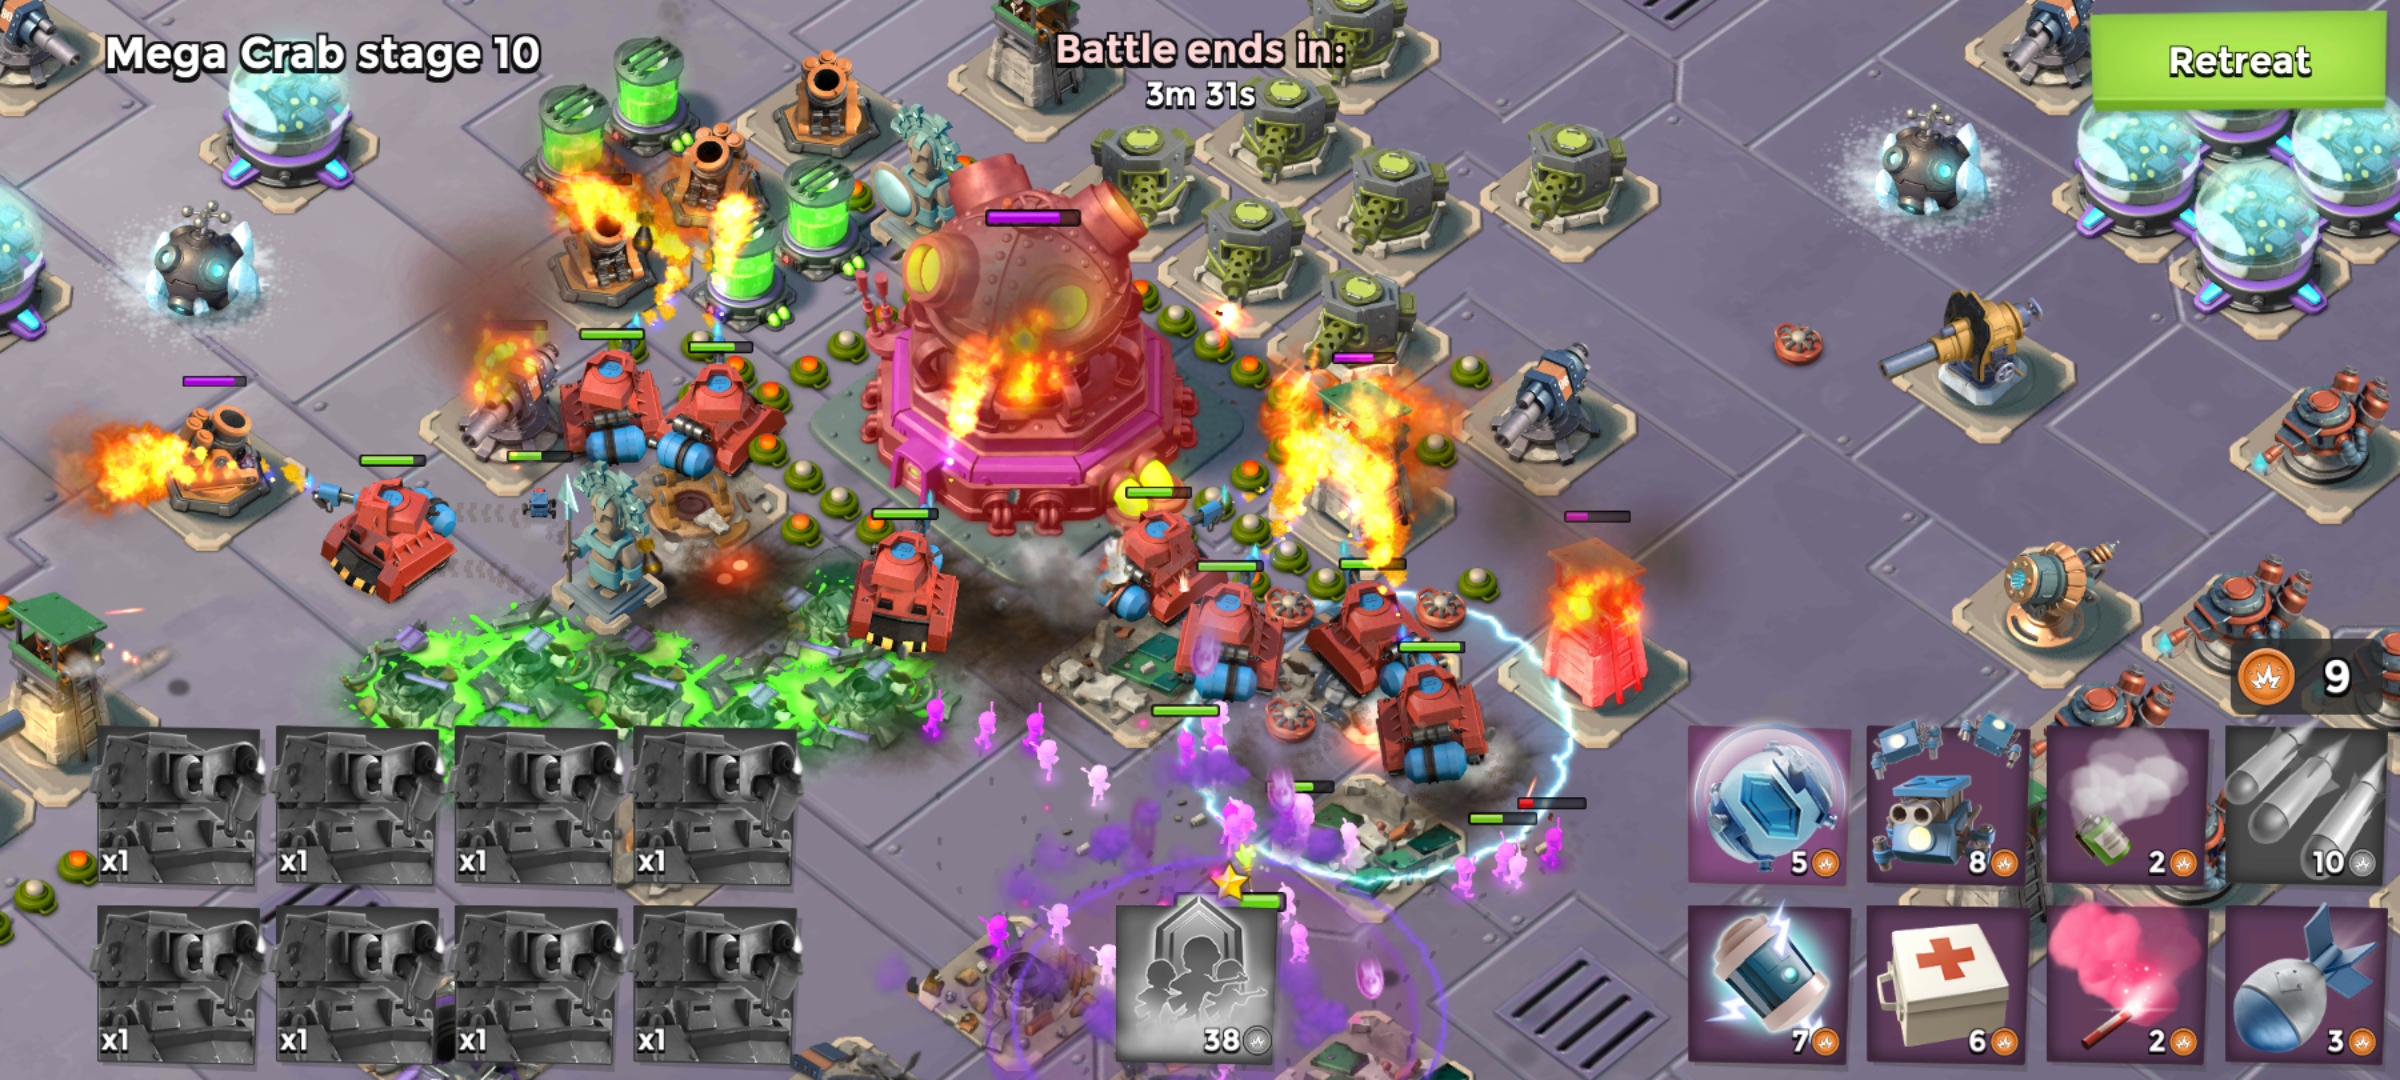 Mega Crab stage 10
Battle ends in:
3m 31s
Retreat
9
x1
x1
x1
x1
5
8
2
10
x1
x1
x1
x1
38
7
6
2
3